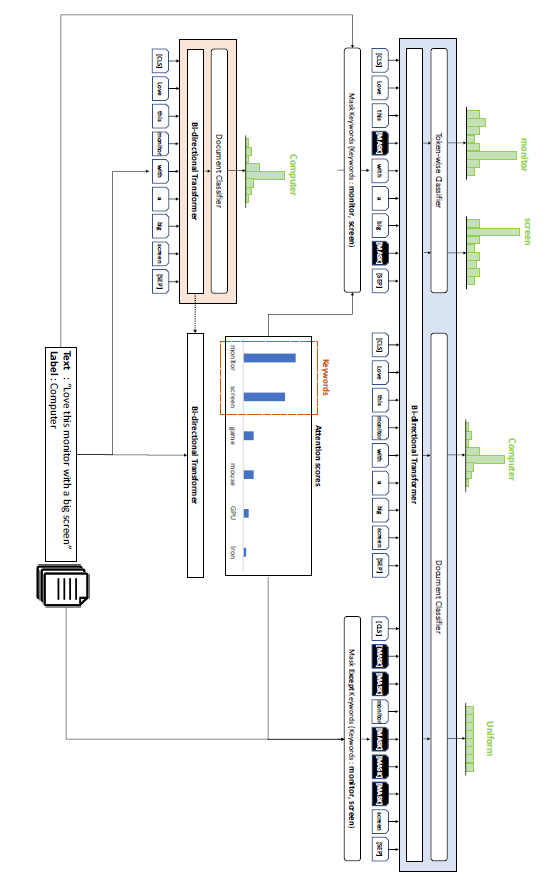 monitor
screen
Computer
Uniform
Token-wise Classifier
Document Classifier
Bi-directional Transformer
[CLS] Love this [MASK] with a big [MASK] [SEP]
[CLS] Love this monitor with a big screen [SEP]
[CLS] [MASK] [MASK] monitor [MASK] [MASK] [MASK] screen [SEP]
Mask Keywords (Keywords : monitor, screen)
Mask Except Keywords (Keywords : monitor, screen)
Computer
Document Classifier
Bi-directional Transformer
[CLS] Love this monitor with a big screen [SEP]
Keywords
Attention scores
monitor screen game mouse GPU Iron
Bi-directional Transformer
Text : "Love this monitor with a big screen"
Label : Computer